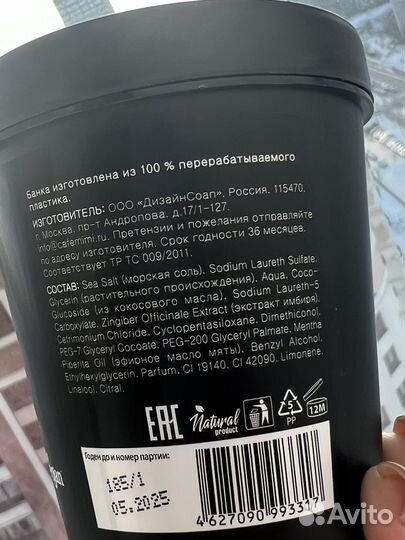 Банка изготовлена из 100 % перерабатываемого
пластика.
ИЗГОТОВИТЕЛЬ: ООО «ДизайнСоап». Россия. 115470,
г. Москва, пр-т Андропова, д.17/1-127.
info@cafemimi.ru Претензии и пожелания отправляйте
по адресу изготовителя. Срок годности 36 месяцев.
Соответствует ТР ТС 009/2011.
СОСТАВ: Sea Salt (морская соль), Sodium Laureth Sulfate,
Glycerin (растительного происхождения), Aqua, Coco-
Glucoside (из кокосового масла), Sodium Laureth-5
Carboxylate, Zingiber Officinale Extract (экстракт имбиря),
Cetrimonium Chloride, Cyclopentasiloxane, Dimethiconol,
PEG-7 Glyceryl Cocoate, PEG-200 Glyceryl Palmate, Mentha
Piperita Oil (эфирное масло мяты), Benzyl Alcohol,
Ethylhexylglycerin, Parfum, CI 19140, CI 42090, Limonene,
Linalool, Citral.
EAC
Natural
product
5
PP
12M
Годен до и номер партии:
185/1
05.2025
4 627090 993317
Avito